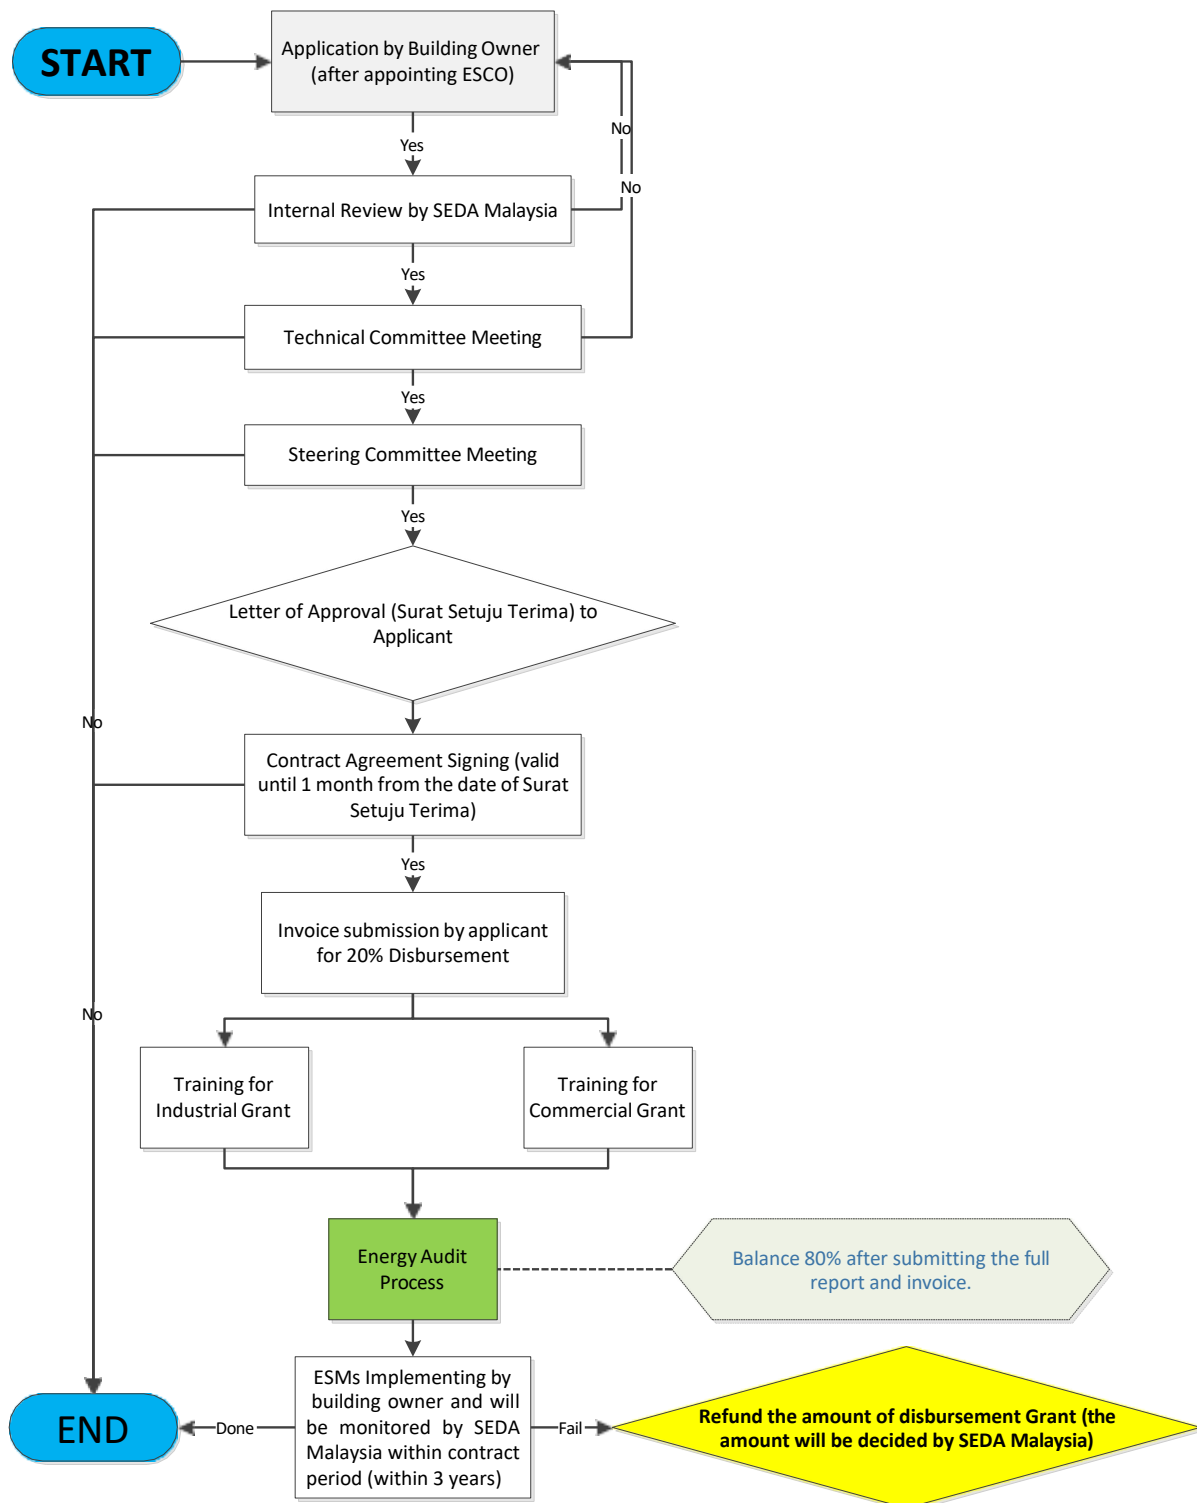 START
Application by Building Owner
(after appointing ESCO)
No
Yes
No
Internal Review by SEDA Malaysia
Yes
Technical Committee Meeting
Yes
Steering Committee Meeting
Yes
Letter of Approval (Surat Setuju Terima) to
Applicant
No
Contract Agreement Signing (valid
until 1 month from the date of Surat
Setuju Terima)
Yes
Invoice submission by applicant
for 20% Disbursement
No
Training for
Industrial Grant
Training for
Commercial Grant
Energy Audit
Process
Balance 80% after submitting the full
report and invoice.
ESMs Implementing by
building owner and will
be monitored by SEDA
Malaysia within contract
period (within 3 years)
END
Done
Fail
Refund the amount of disbursement Grant (the
amount will be decided by SEDA Malaysia)